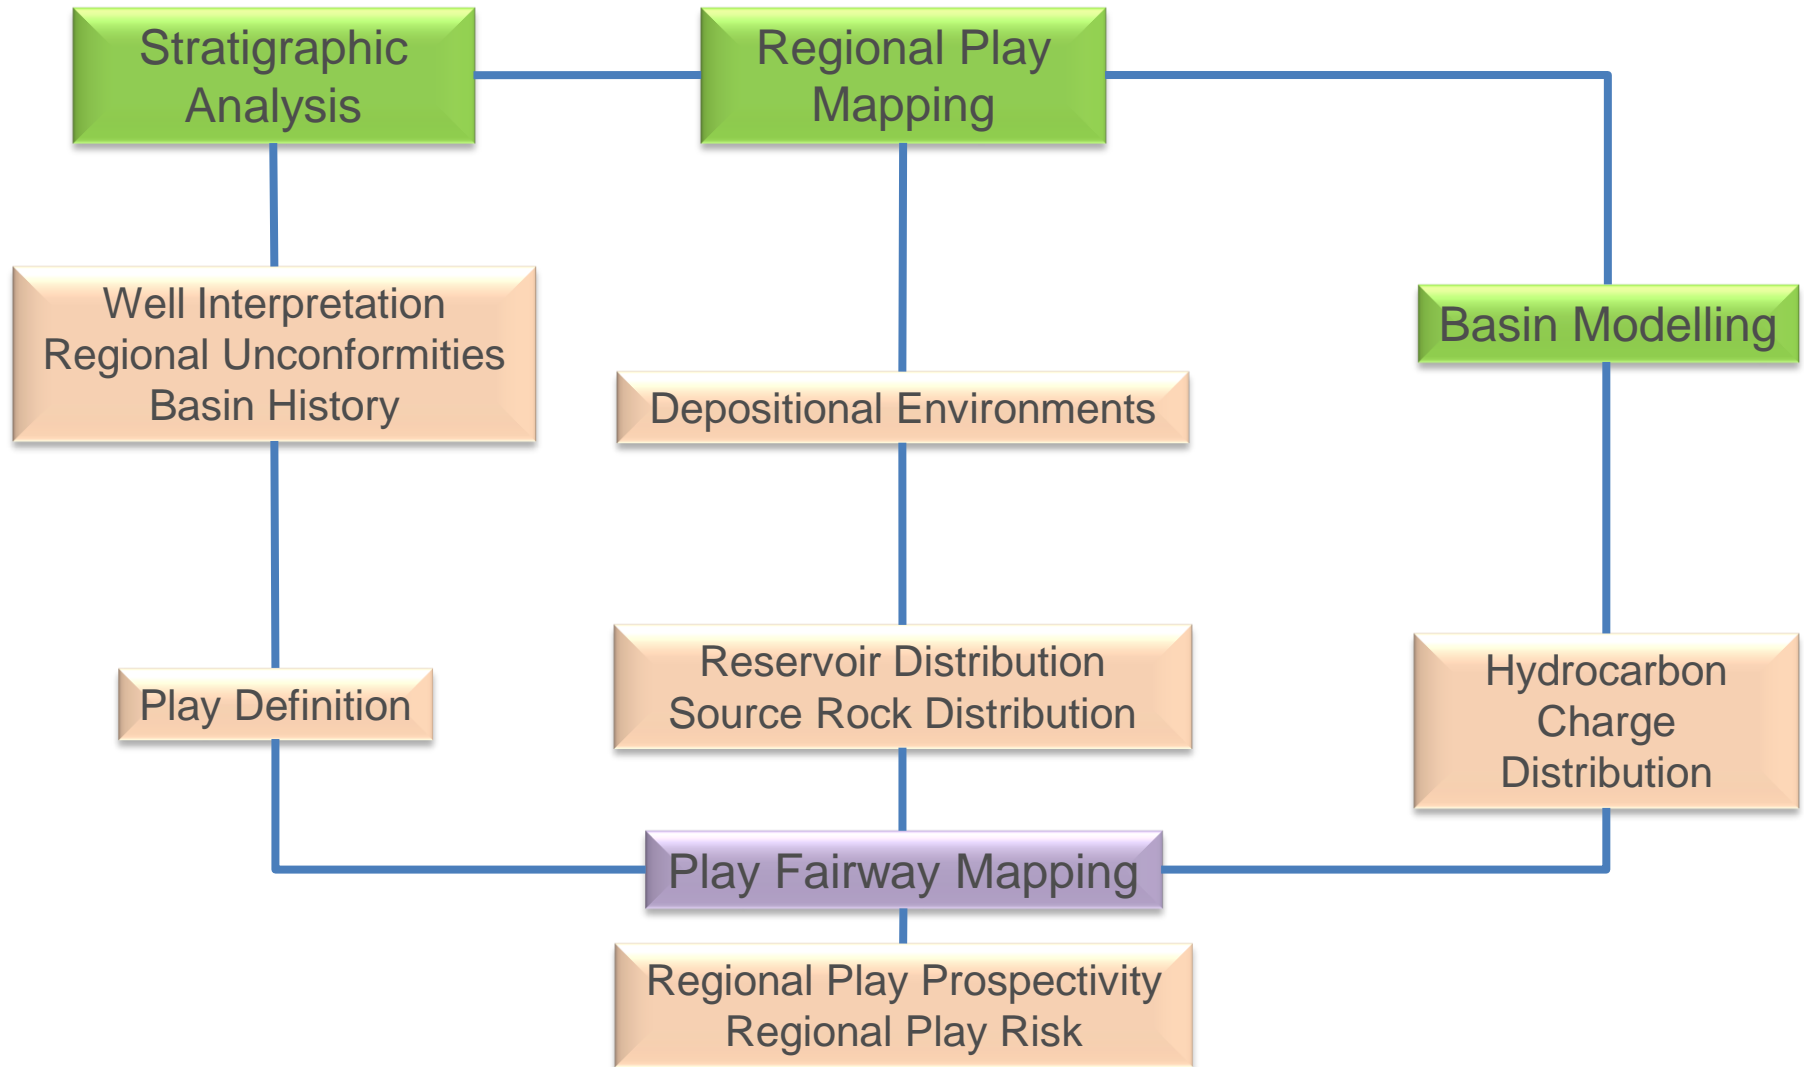 Stratigraphic
Analysis
Regional Play
Mapping
Well Interpretation
Regional Unconformities
Basin History
Basin Modelling
Depositional Environments
Play Definition
Reservoir Distribution
Source Rock Distribution
Hydrocarbon
Charge
Distribution
Play Fairway Mapping
Regional Play Prospectivity
Regional Play Risk